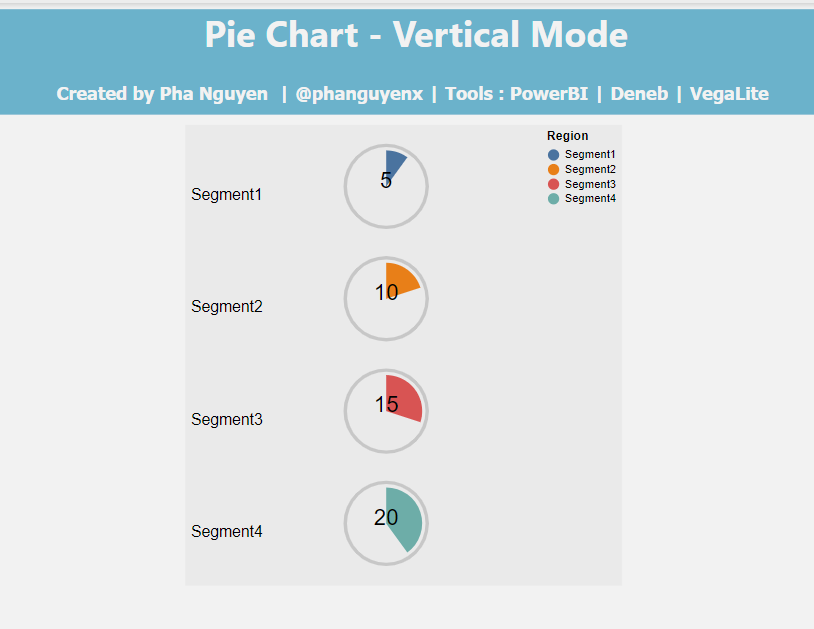 Pie Chart - Vertical Mode
Created by Pha Nguyen | @phanguyenx | Tools : PowerBI | Deneb | VegaLite
Region
Segment1
Segment2
Segment3
Segment4
Segment1 5
Segment2 10
Segment3 15
Segment4 20